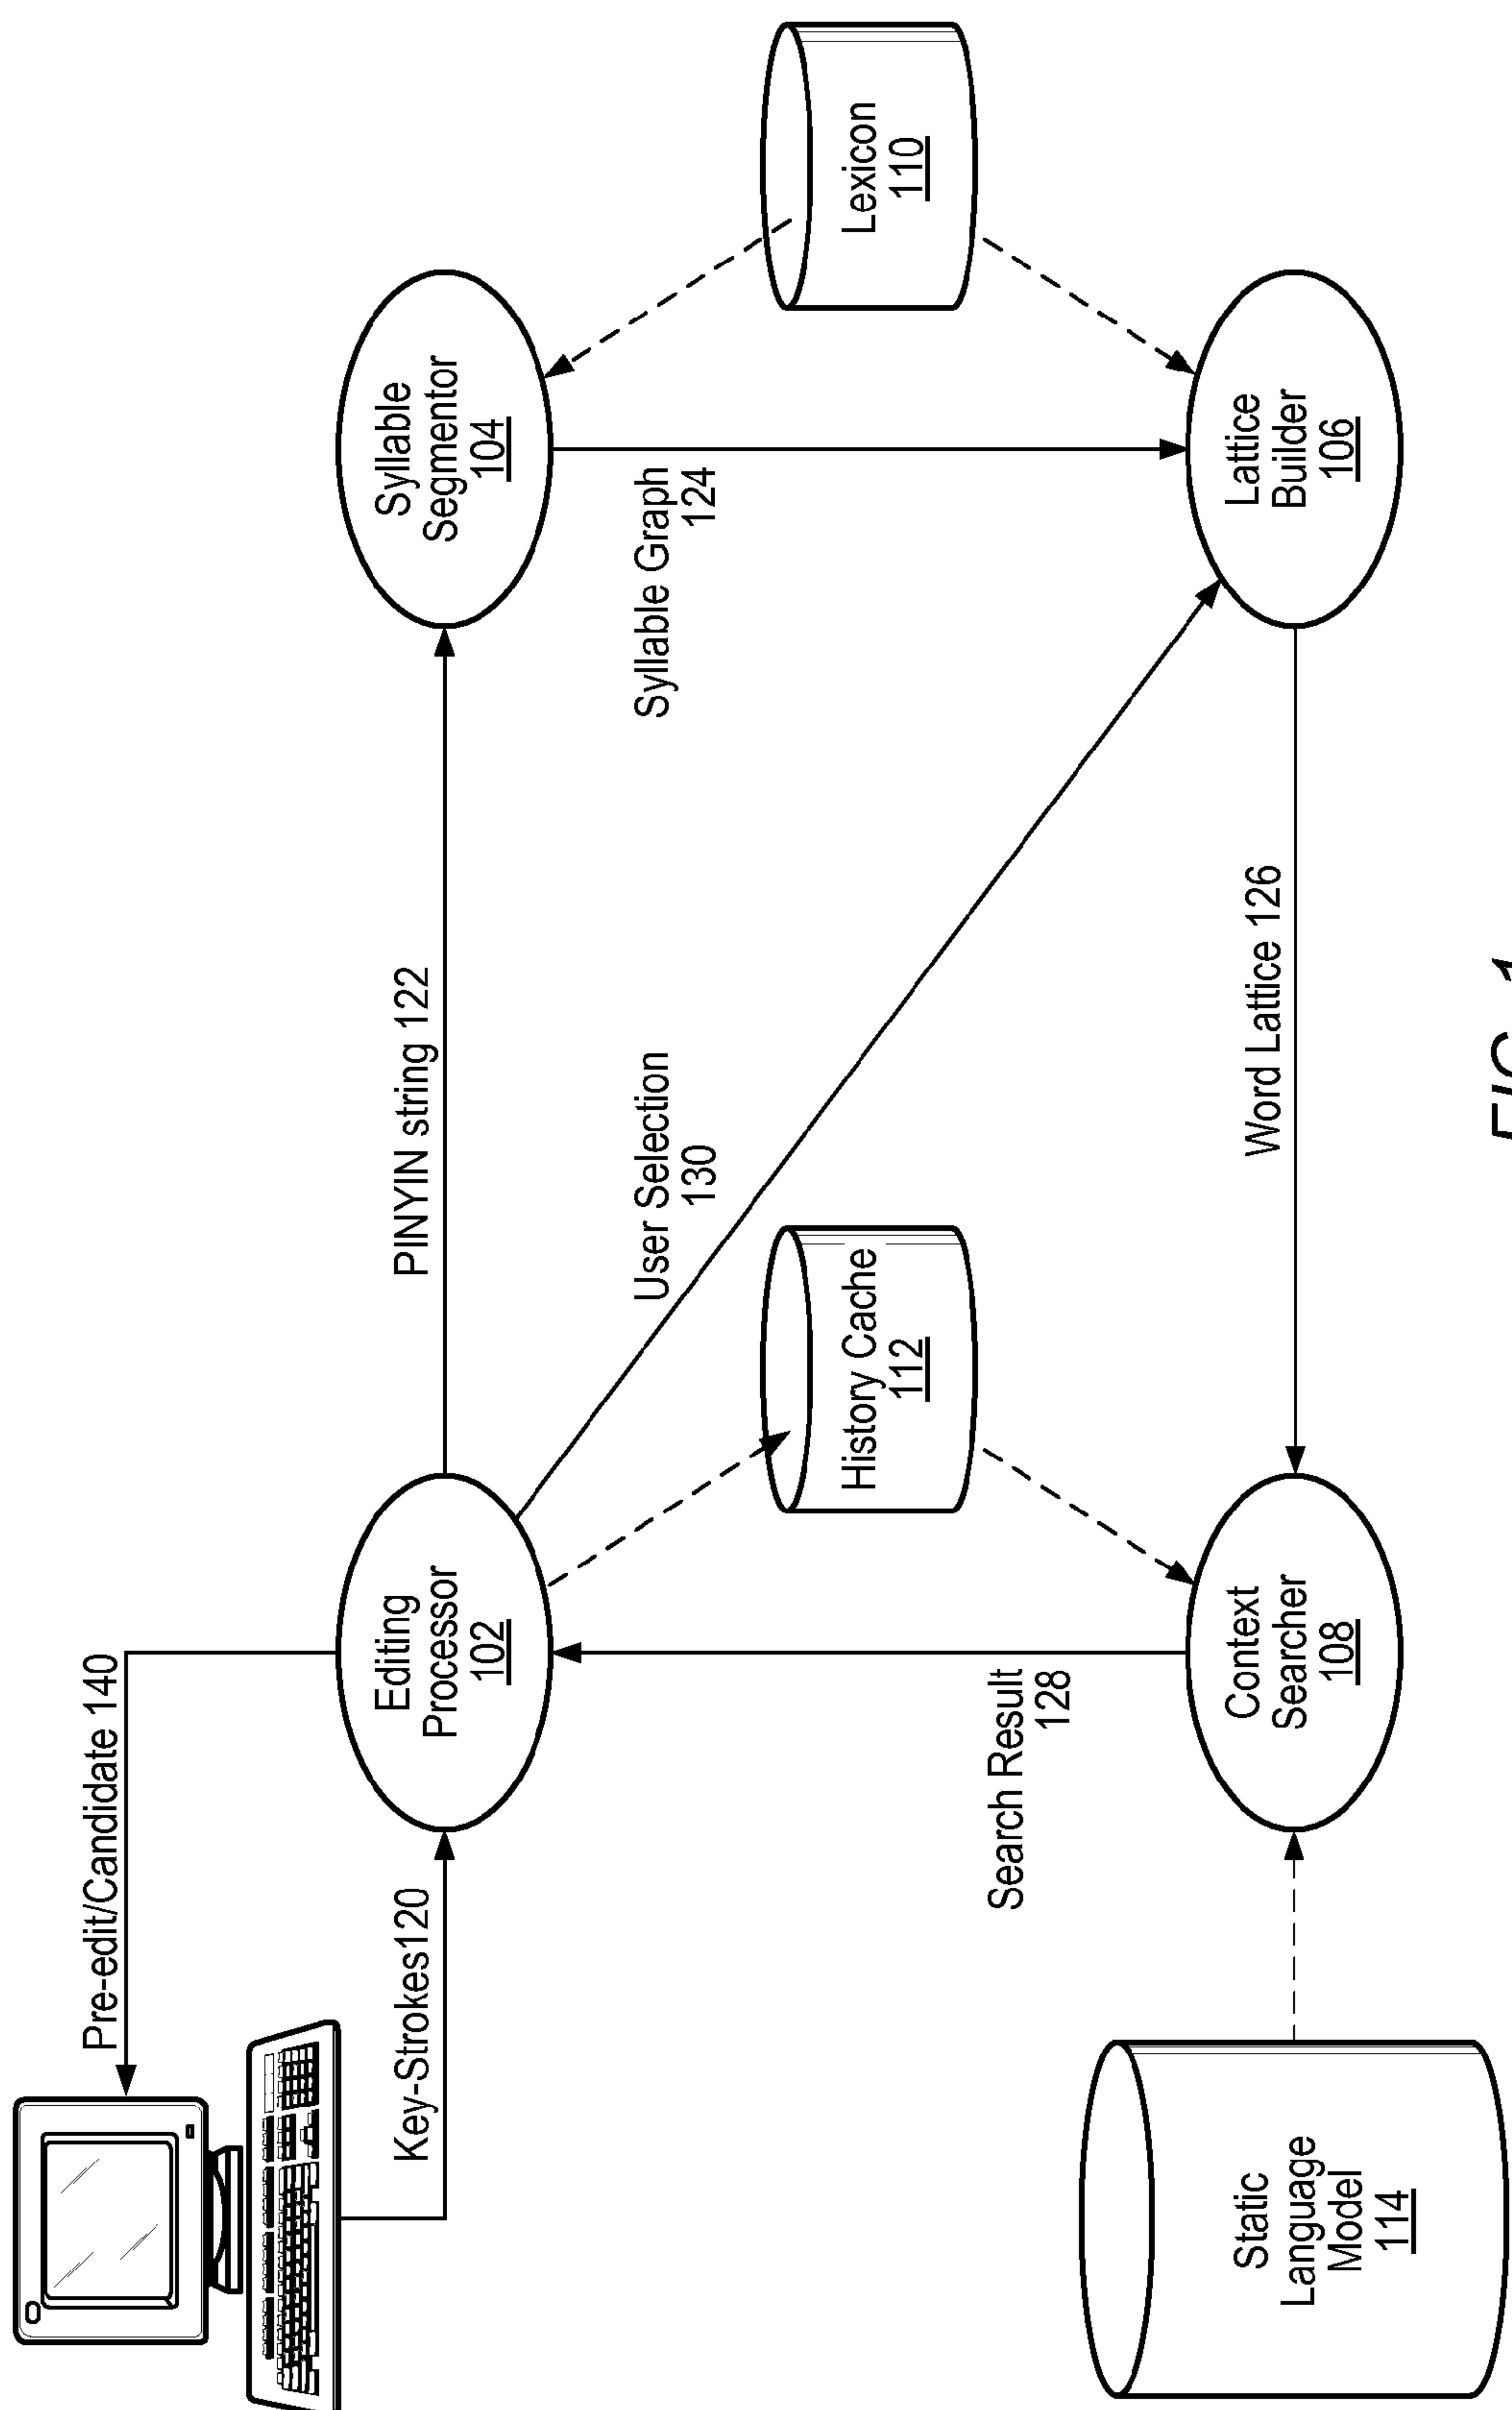 Pre-edit/Candidate 140
Key-Strokes120
Editing
Processor
102
PINYIN string 122
Syllable
Segmentor
104
User Selection
130
Syllable Graph
124
History Cache
112
Lexicon
110
Search Result
128
Static
Language
Model
114
Context
Searcher
108
Word Lattice 126
Lattice
Builder
106
FIG. 1